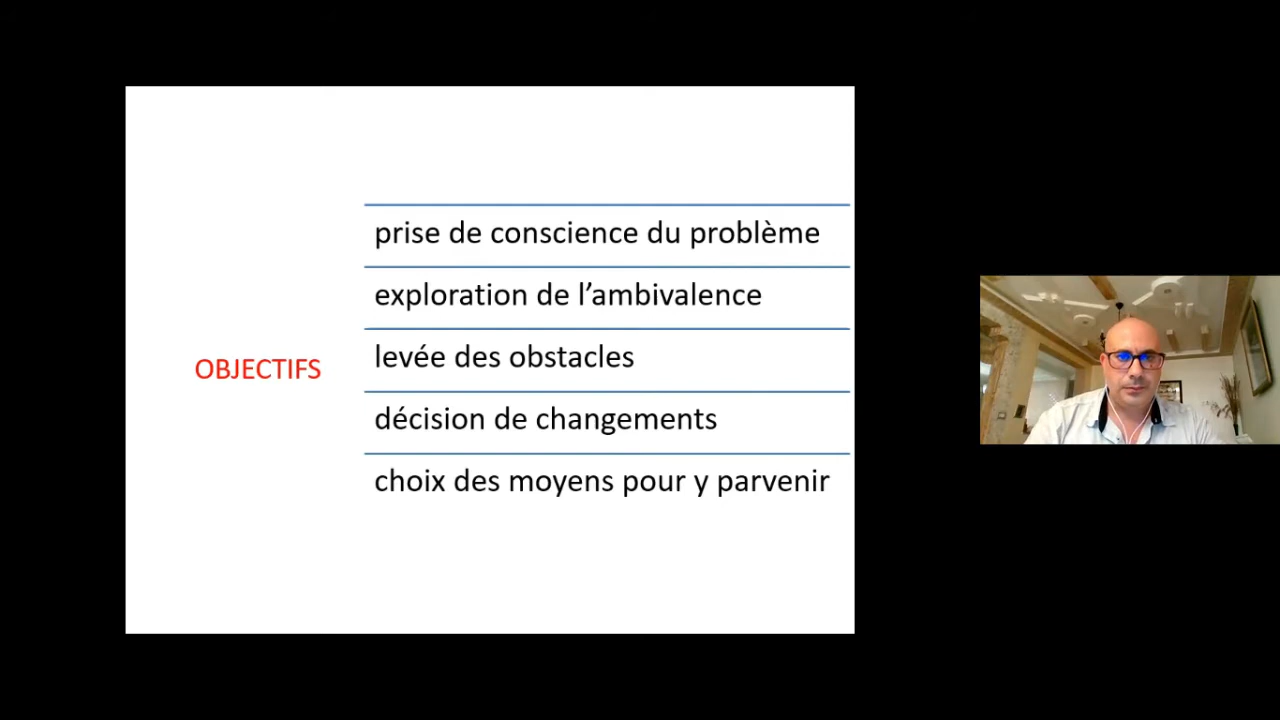 OBJECTIFS
prise de conscience du problème
exploration de l’ambivalence
levée des obstacles
décision de changements
choix des moyens pour y parvenir